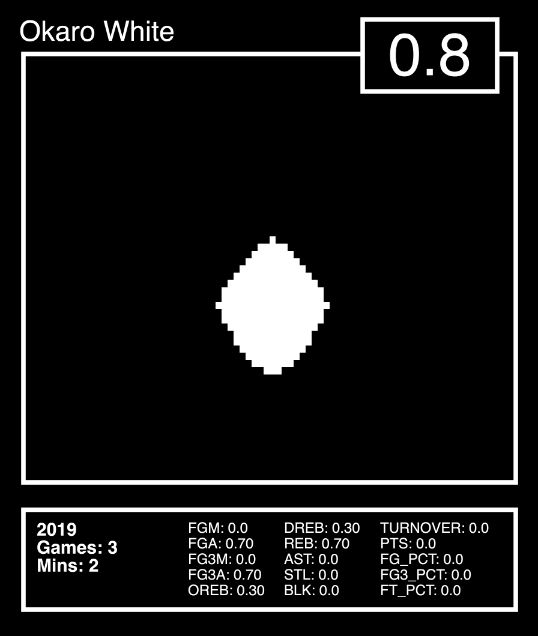 Okaro White
0.8
2019
Games: 3
Mins: 2
FGM: 0.0
FGA: 0.70
FG3M: 0.0
FG3A: 0.70
OREB: 0.30
DREB: 0.30
REB: 0.70
AST: 0.0
STL: 0.0
BLK: 0.0
TURNOVER: 0.0
PTS: 0.0
FG_PCT: 0.0
FG3_PCT: 0.0
FT_PCT: 0.0